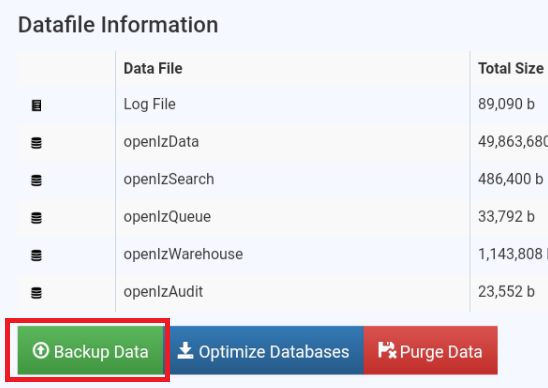 Datafile Information
Data File Total Size
Log File 89,090 b
openIzData 49,863,680
openIzSearch 486,400 b
openIzQueue 33,792 b
openIzWarehouse 1,143,808
openIzAudit 23,552 b
Backup Data Optimize Databases Purge Data